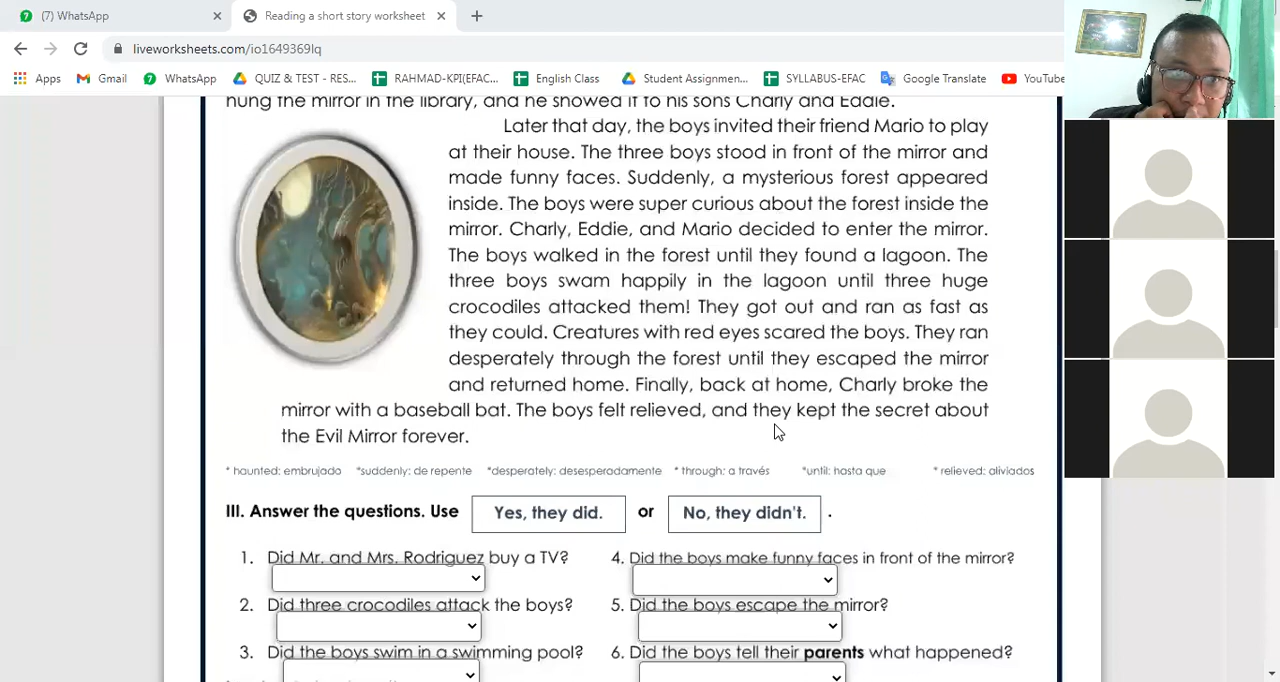 (7) WhatsApp
Reading a short story worksheet
liveworksheets.com/io1649369lq
Apps
Gmail
WhatsApp
QUIZ & TEST - RES...
RAHMAD-KPI(EFAC...
English Class
Student Assignmen...
SYLLABUS-EFAC
Google Translate
YouTube
hung the mirror in the library, and he showed it to his sons Charly and Eddie.
Later that day, the boys invited their friend Mario to play
at their house. The three boys stood in front of the mirror and
made funny faces. Suddenly, a mysterious forest appeared
inside. The boys were super curious about the forest inside the
mirror. Charly, Eddie, and Mario decided to enter the mirror.
The boys walked in the forest until they found a lagoon. The
three boys swam happily in the lagoon until three huge
crocodiles attacked them! They got out and ran as fast as
they could. Creatures with red eyes scared the boys. They ran
desperately through the forest until they escaped the mirror
and returned home. Finally, back at home, Charly broke the
mirror with a baseball bat. The boys felt relieved, and they kept the secret about
the Evil Mirror forever.
* haunted: embrujado *suddenly: de repente *desperately: desesperadamente * through: a través *until: hasta que * relieved: aliviados
III. Answer the questions. Use Yes, they did. or No, they didn't. .
1. Did Mr. and Mrs. Rodriguez buy a TV?
2. Did three crocodiles attack the boys?
3. Did the boys swim in a swimming pool?
4. Did the boys make funny faces in front of the mirror?
5. Did the boys escape the mirror?
6. Did the boys tell their parents what happened?